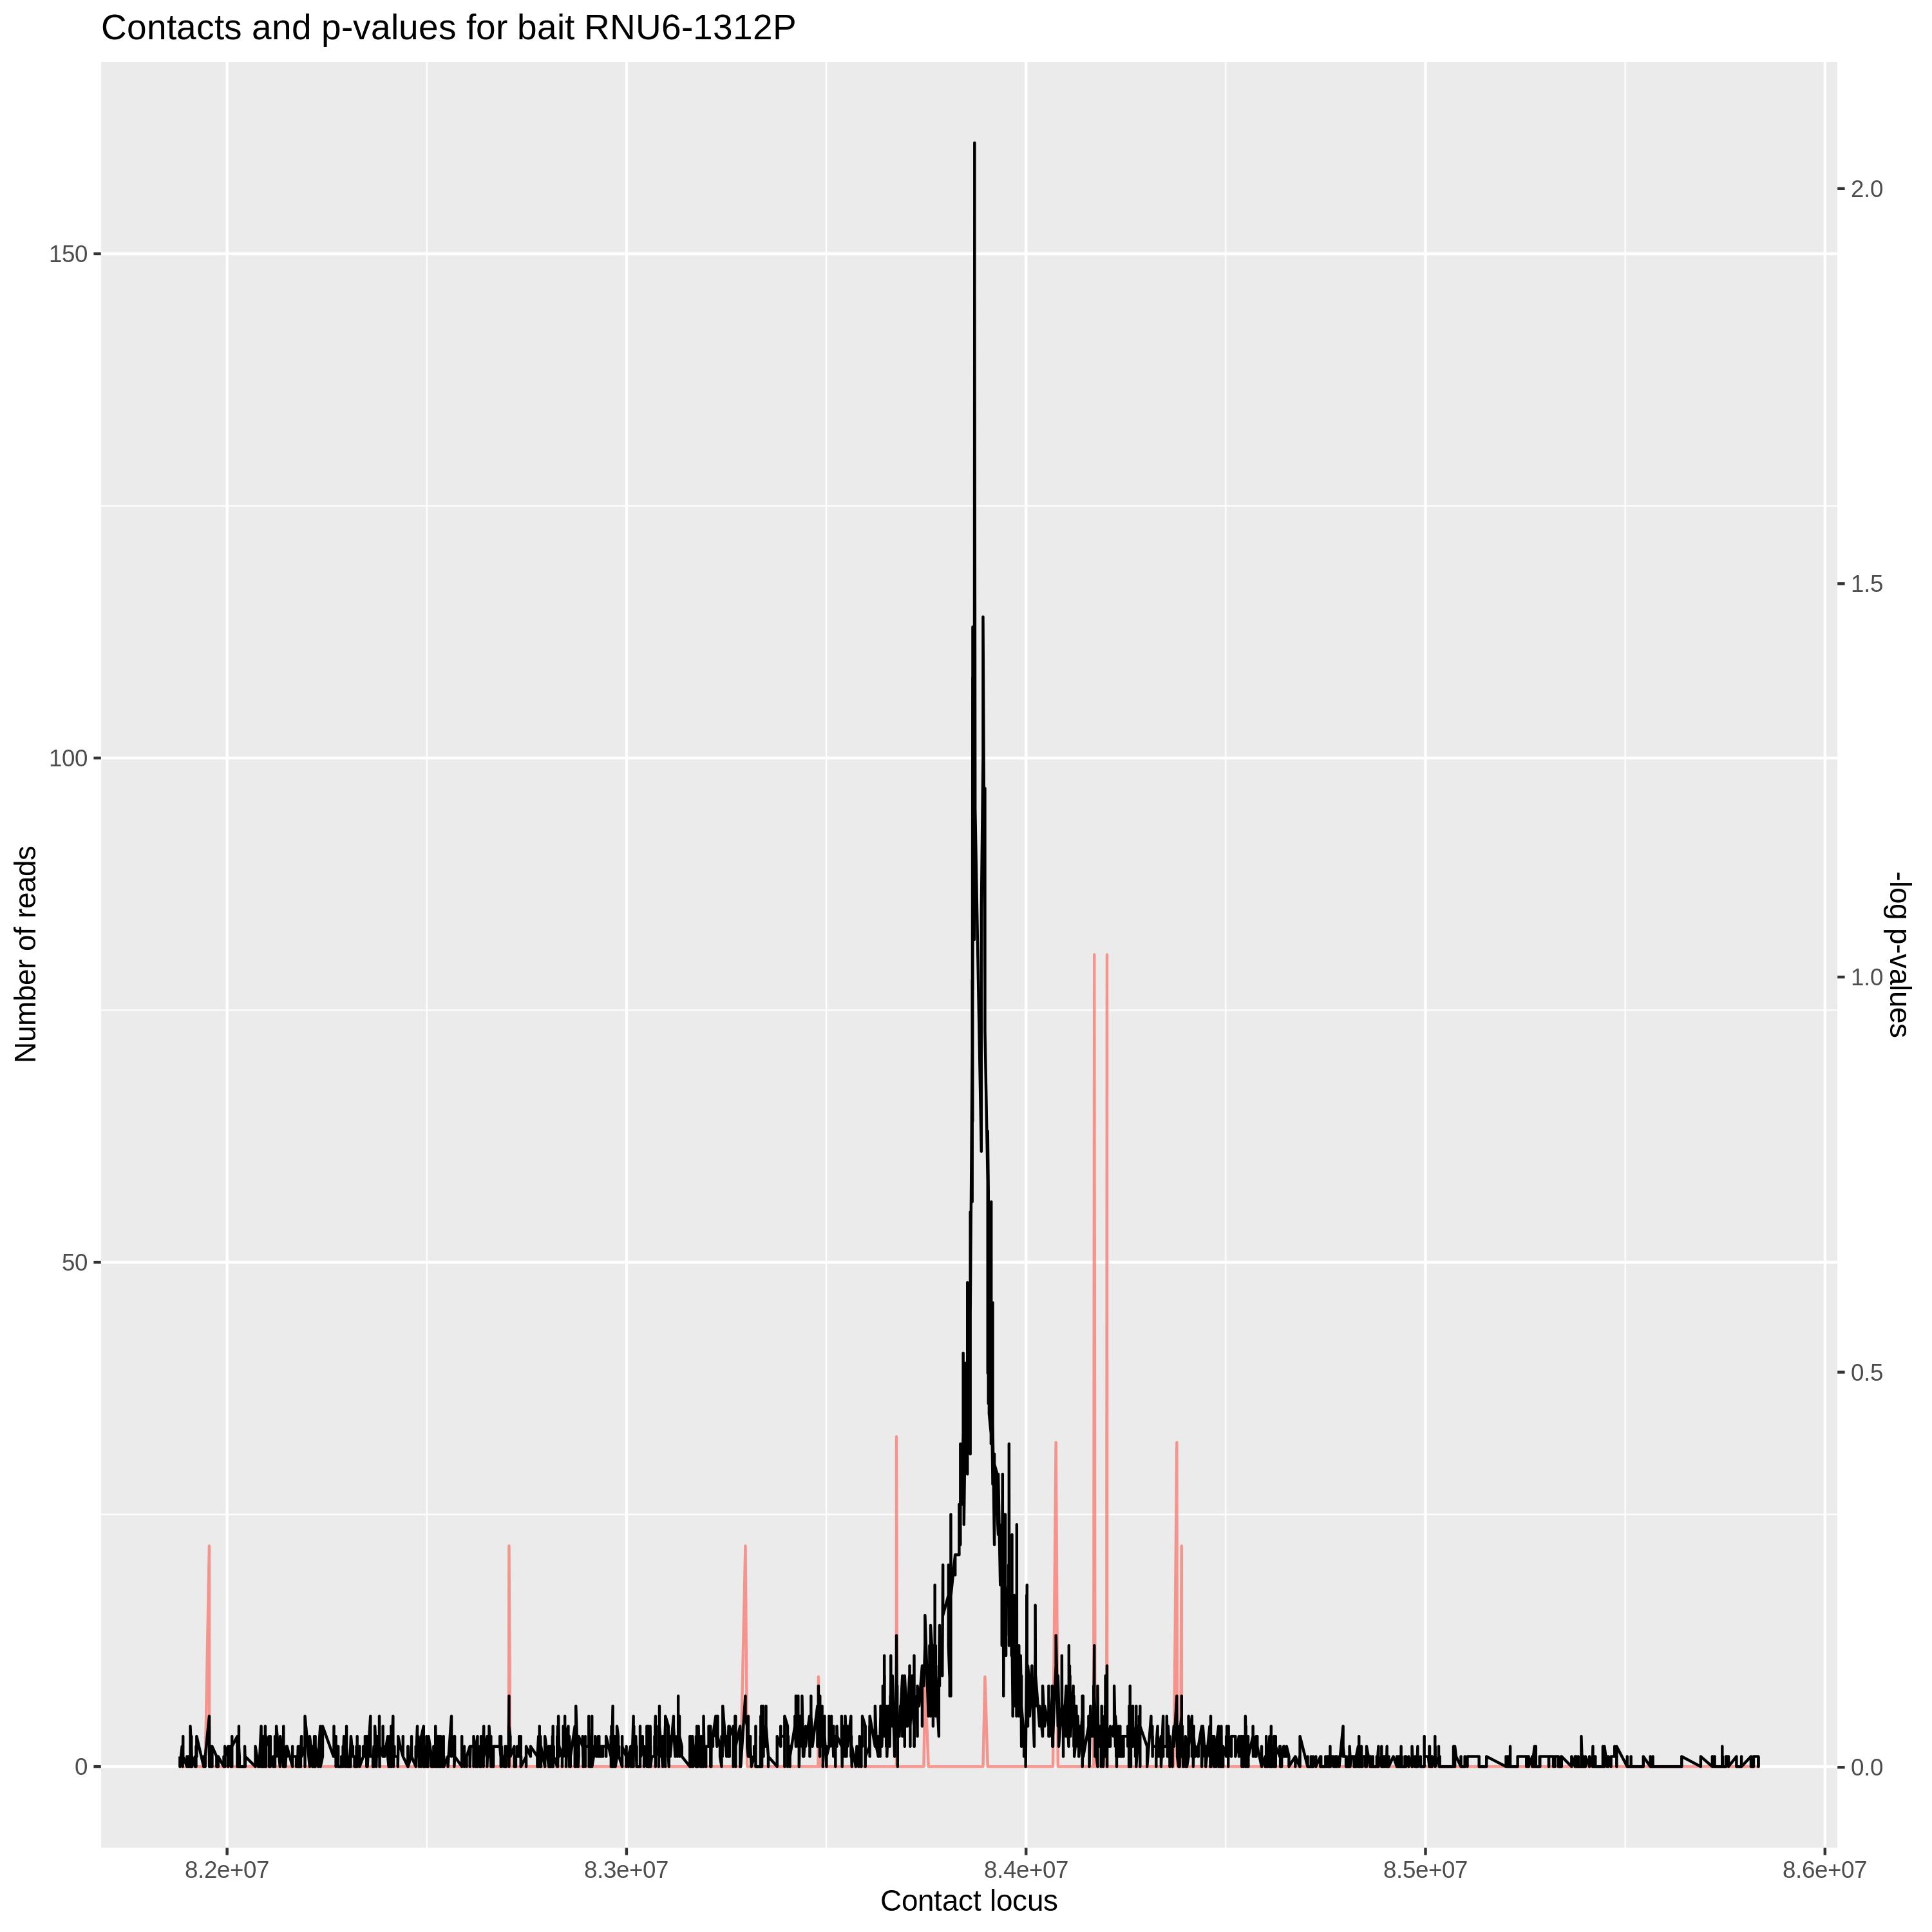 Contacts and p-values for bait RNU6-1312P
150
100
50
0
Number of reads
2.0
1.5
1.0
0.5
0.0
-log p-values
8.2e+07 8.3e+07 8.4e+07 8.5e+07 8.6e+07
Contact locus